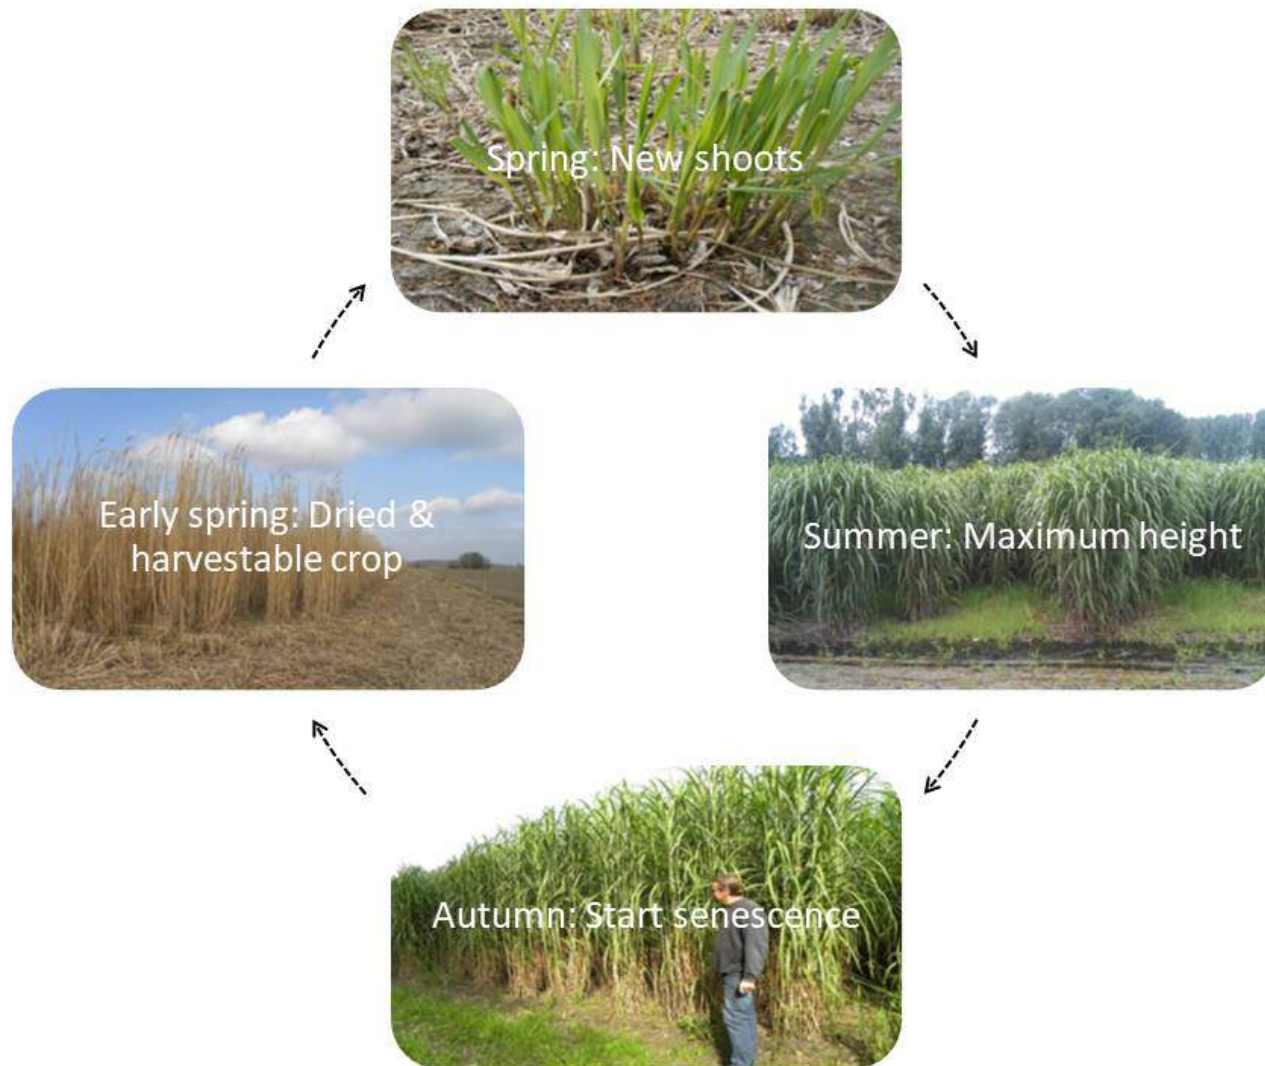 Spring: New shoots
Early spring: Dried &
harvestable crop
Summer: Maximum height
Autumn: Start senescence